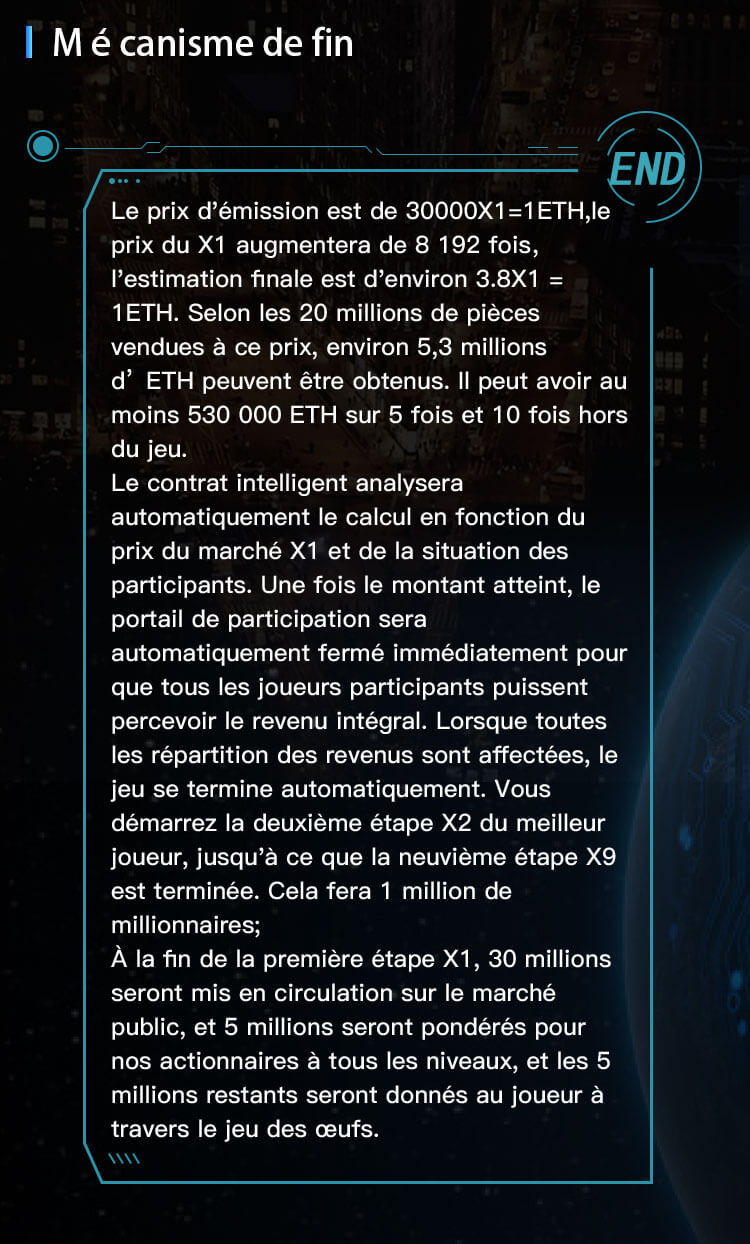 M é canisme de fin
END
Le prix d’émission est de 30000X1=1ETH,le
prix du X1 augmentera de 8 192 fois,
l’estimation finale est d’environ 3.8X1 =
1ETH. Selon les 20 millions de pièces
vendues à ce prix, environ 5,3 millions
d’ ETH peuvent être obtenus. Il peut avoir au
moins 530 000 ETH sur 5 fois et 10 fois hors
du jeu.
Le contrat intelligent analysera
automatiquement le calcul en fonction du
prix du marché X1 et de la situation des
participants. Une fois le montant atteint, le
portail de participation sera
automatiquement fermé immédiatement pour
que tous les joueurs participants puissent
percevoir le revenu intégral. Lorsque toutes
les répartition des revenus sont affectées, le
jeu se termine automatiquement. Vous
démarrez la deuxième étape X2 du meilleur
joueur, jusqu’à ce que la neuvième étape X9
est terminée. Cela fera 1 million de
millionnaires;
À la fin de la première étape X1, 30 millions
seront mis en circulation sur le marché
public, et 5 millions seront pondérés pour
nos actionnaires à tous les niveaux, et les 5
millions restants seront donnés au joueur à
travers le jeu des œufs.